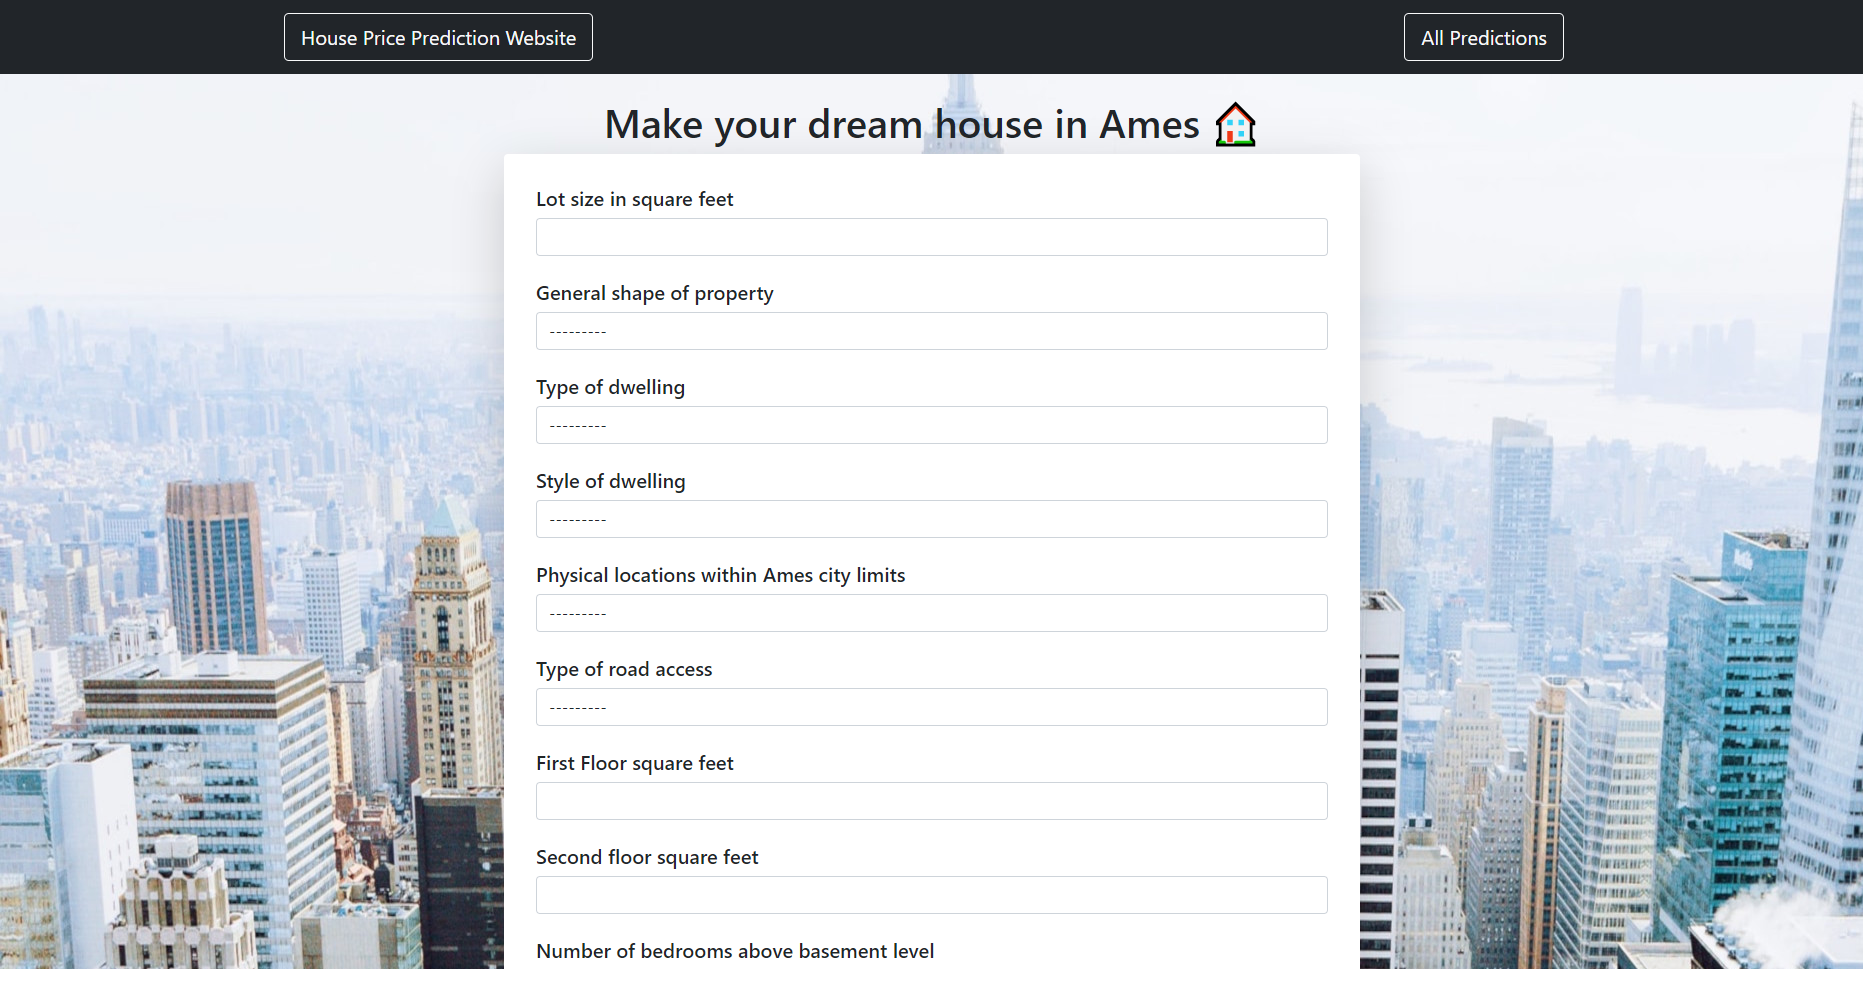 House Price Prediction Website
All Predictions
Make your dream house in Ames 🏠
Lot size in square feet
General shape of property
---------
Type of dwelling
---------
Style of dwelling
---------
Physical locations within Ames city limits
---------
Type of road access
---------
First Floor square feet
Second floor square feet
Number of bedrooms above basement level